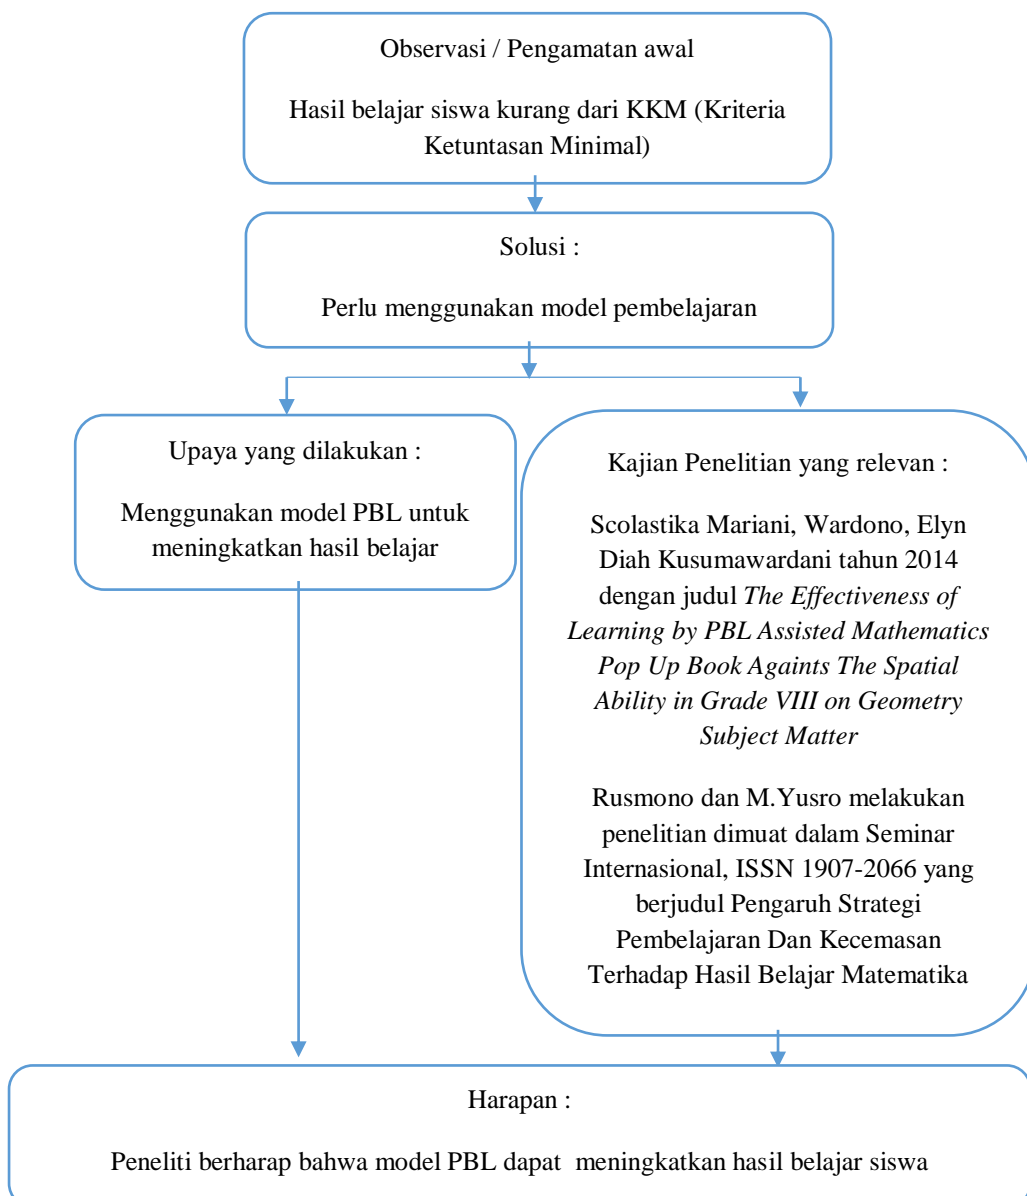 Observasi / Pengamatan awal
Hasil belajar siswa kurang dari KKM (Kriteria
Ketuntasan Minimal)
Solusi :
Perlu menggunakan model pembelajaran
Upaya yang dilakukan :
Menggunakan model PBL untuk
meningkatkan hasil belajar
Kajian Penelitian yang relevan :
Scolastika Mariani, Wardono, Elyn
Diah Kusumawardani tahun 2014
dengan judul The Effectiveness of
Learning by PBL Assisted Mathematics
Pop Up Book Againts The Spatial
Ability in Grade VIII on Geometry
Subject Matter
Rusmono dan M.Yusro melakukan
penelitian dimuat dalam Seminar
Internasional, ISSN 1907-2066 yang
berjudul Pengaruh Strategi
Pembelajaran Dan Kecemasan
Terhadap Hasil Belajar Matematika
Harapan :
Peneliti berharap bahwa model PBL dapat meningkatkan hasil belajar siswa